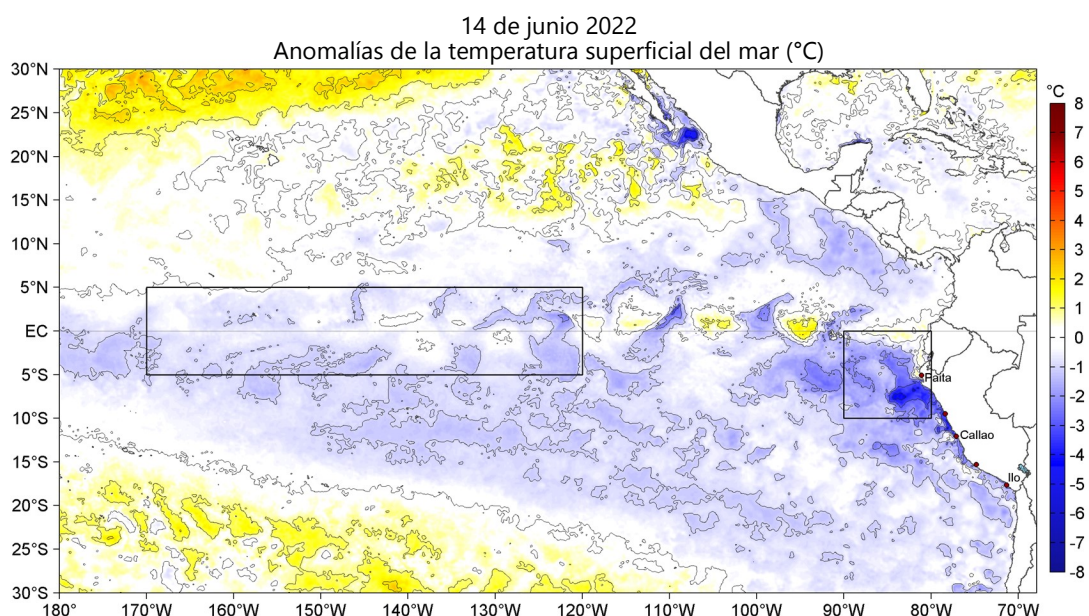 14 de junio 2022
Anomalías de la temperatura superficial del mar (°C)
°C
30°N
25°N
20°N
15°N
10°N
5°N
EC
5°S
10°S
15°S
20°S
25°S
30°S
Paita
Callao
Ilo
8
7
6
5
4
3
2
1
0
-1
-2
-3
-4
-5
-6
-7
-8
180 170°W 160°W 150°W 140°W 130°W 120°W 110°W 100°W 90°W 80°W 70°W